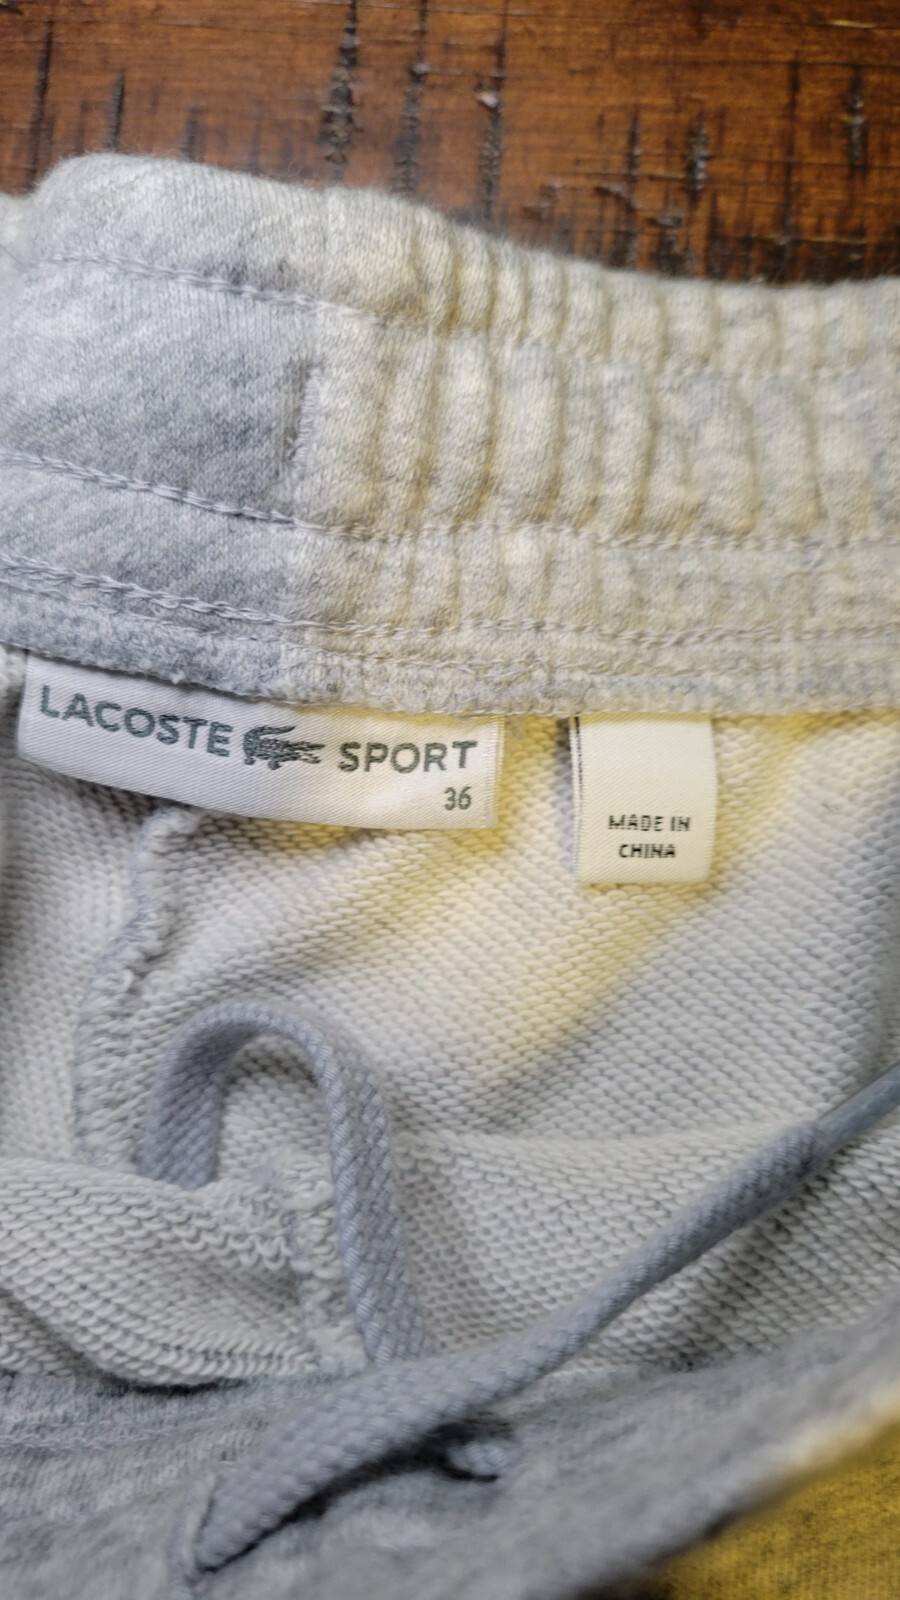 LACOSTE SPORT
36
MADE IN
CHINA